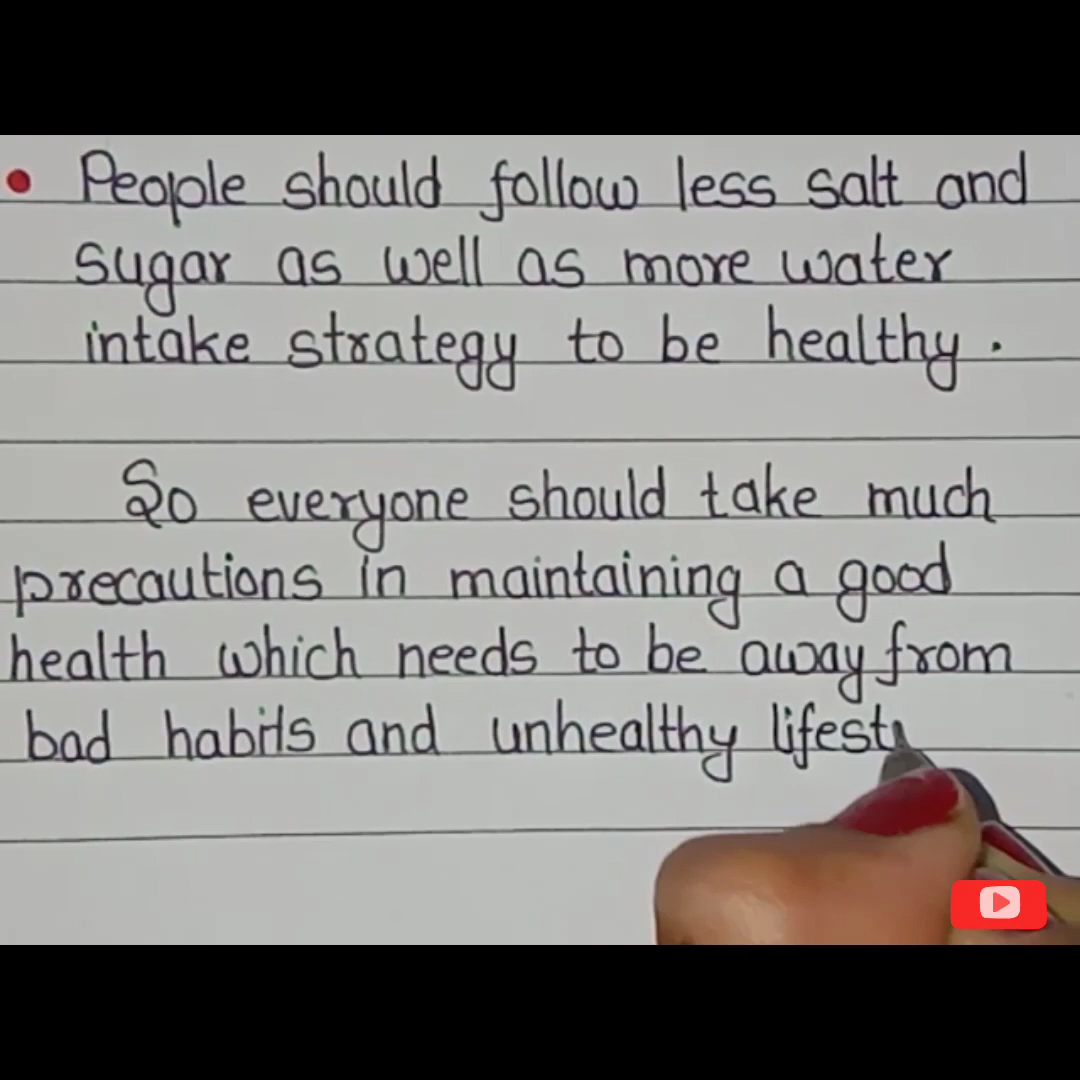 • People should follow less salt and
sugar as well as more water
intake strategy to be healthy.
So everyone should take much
precautions in maintaining a good
health which needs to be away from
bad habits and unhealthy lifest